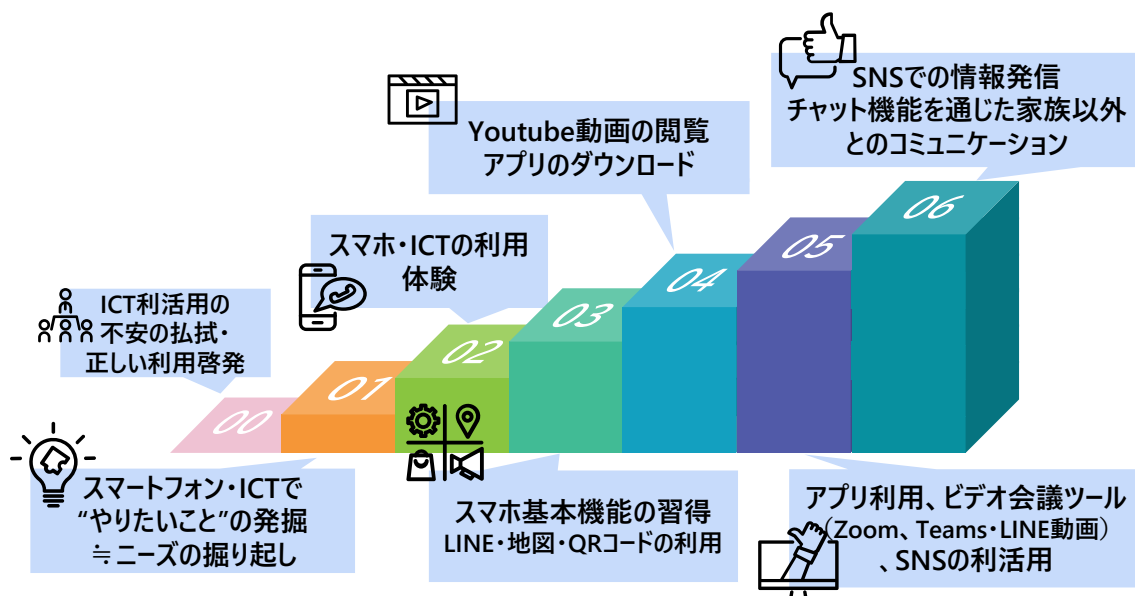 00
ICT利活用の
不安の払拭・
正しい利用啓発
01
スマートフォン・ICTで
“やりたいこと”の発掘
≒ニーズの掘り起し
02
スマホ・ICTの利用
体験
03
スマホ基本機能の習得
LINE・地図・QRコードの利用
04
Youtube動画の閲覧
アプリのダウンロード
05
アプリ利用、ビデオ会議ツール
（Zoom、Teams・LINE動画）
、SNSの利活用
06
SNSでの情報発信
チャット機能を通じた家族以外
とのコミュニケーション